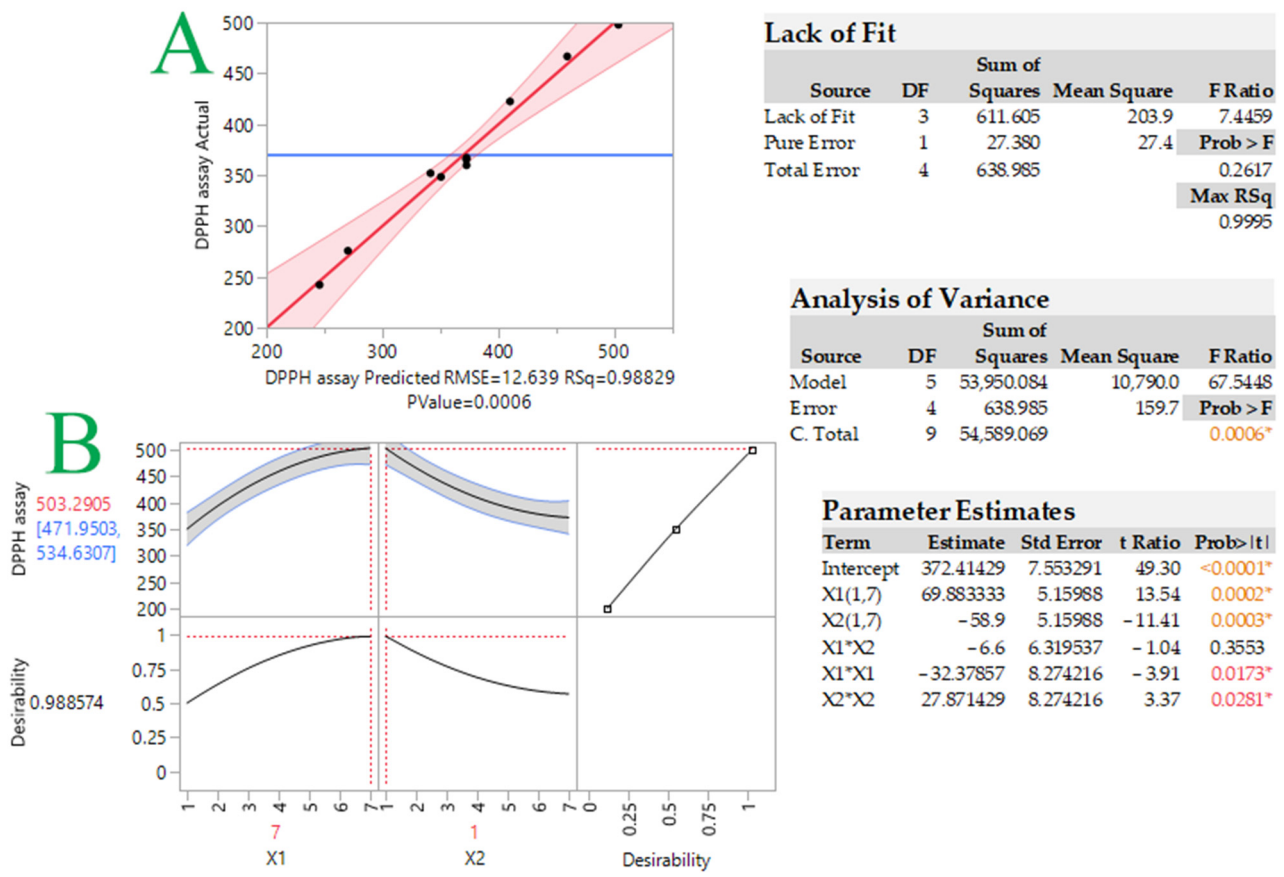 A
500
450
400
350
300
250
200
DPPH assay Actual
200 300 400 500
DPPH assay Predicted RMSE=12.639 RSq=0.98829
PValue=0.0006
B
DPPH assay
503.2905
[471.9503,
534.6307]
500
450
400
350
300
250
200
Desirability
0.988574
1
0.75
0.5
0.25
0
1 2 3 4 5 6 7
7
X1
1 2 3 4 5 6 7
1
X2
0 0.25 0.5 0.75 1
Desirability
Lack of Fit
Sum of
Source DF Squares Mean Square F Ratio
Lack of Fit 3 611.605 203.9 7.4459
Pure Error 1 27.380 27.4 Prob > F
Total Error 4 638.985 0.2617
Max RSq
0.9995
Analysis of Variance
Sum of
Source DF Squares Mean Square F Ratio
Model 5 53,950.084 10,790.0 67.5448
Error 4 638.985 159.7 Prob > F
C. Total 9 54,589.069 0.0006*
Parameter Estimates
Term Estimate Std Error t Ratio Prob>|t|
Intercept 372.41429 7.553291 49.30 <0.0001*
X1(1,7) 69.883333 5.15988 13.54 0.0002*
X2(1,7) −58.9 5.15988 −11.41 0.0003*
X1*X2 −6.6 6.319537 −1.04 0.3553
X1*X1 −32.37857 8.274216 −3.91 0.0173*
X2*X2 27.871429 8.274216 3.37 0.0281*